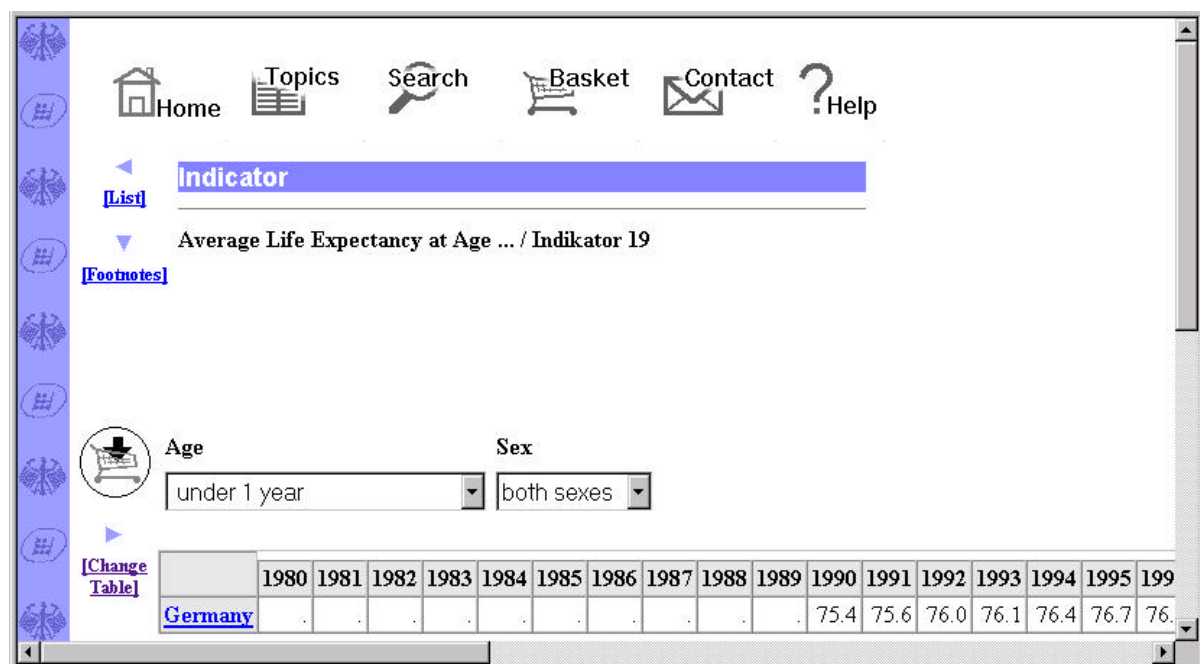 Home Topics Search Basket Contact Help
[List]
Indicator
Average Life Expectancy at Age ... / Indikator 19
[Footnotes]
Age Sex
under 1 year both sexes
[Change Table]
1980 1981 1982 1983 1984 1985 1986 1987 1988 1989 1990 1991 1992 1993 1994 1995 199
Germany . . . . . . . . . . 75.4 75.6 76.0 76.1 76.4 76.7 76.